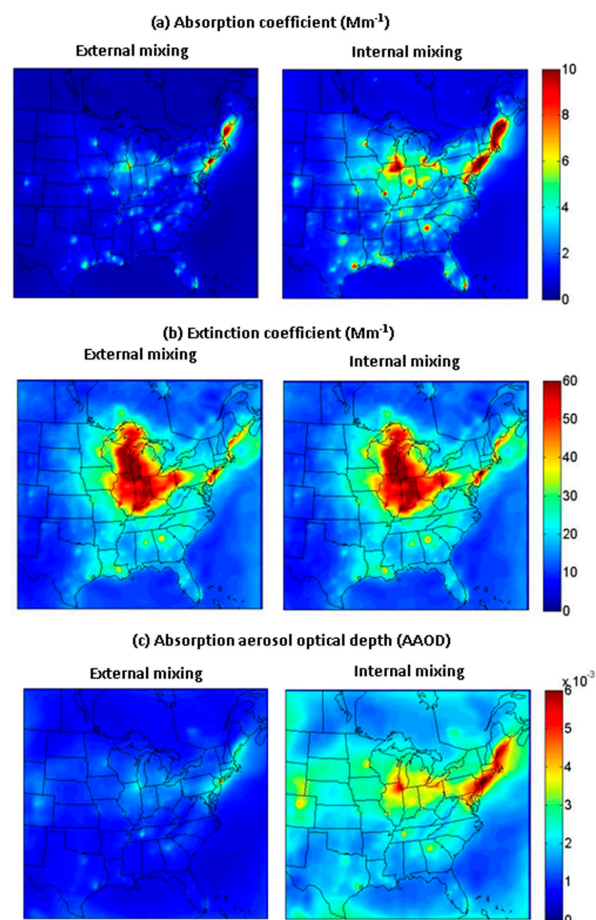 (a) Absorption coefficient (Mm⁻¹)
External mixing Internal mixing
10
8
6
4
2
0
(b) Extinction coefficient (Mm⁻¹)
External mixing Internal mixing
60
50
40
30
20
10
0
(c) Absorption aerosol optical depth (AAOD)
External mixing Internal mixing
x 10⁻³
6
5
4
3
2
1
0